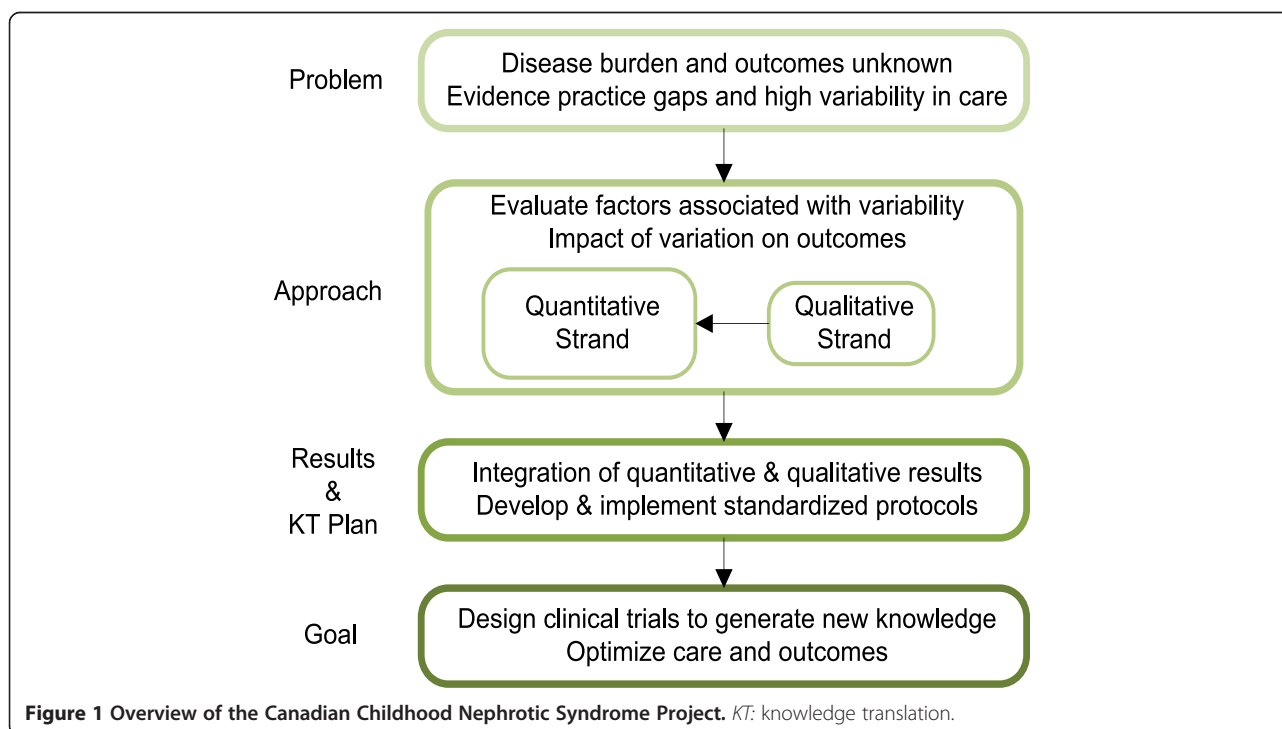 Problem
Disease burden and outcomes unknown
Evidence practice gaps and high variability in care
Approach
Evaluate factors associated with variability
Impact of variation on outcomes
Quantitative
Strand
Qualitative
Strand
Results
&
KT Plan
Integration of quantitative & qualitative results
Develop & implement standardized protocols
Goal
Design clinical trials to generate new knowledge
Optimize care and outcomes
Figure 1 Overview of the Canadian Childhood Nephrotic Syndrome Project. KT: knowledge translation.